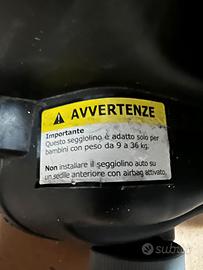 AVVERTENZE
Importante
Questo seggiolino è adatto solo per
bambini con peso da 9 a 36 kg.
Non installare il seggiolino auto su
un sedile anteriore con airbag attivato.
subito